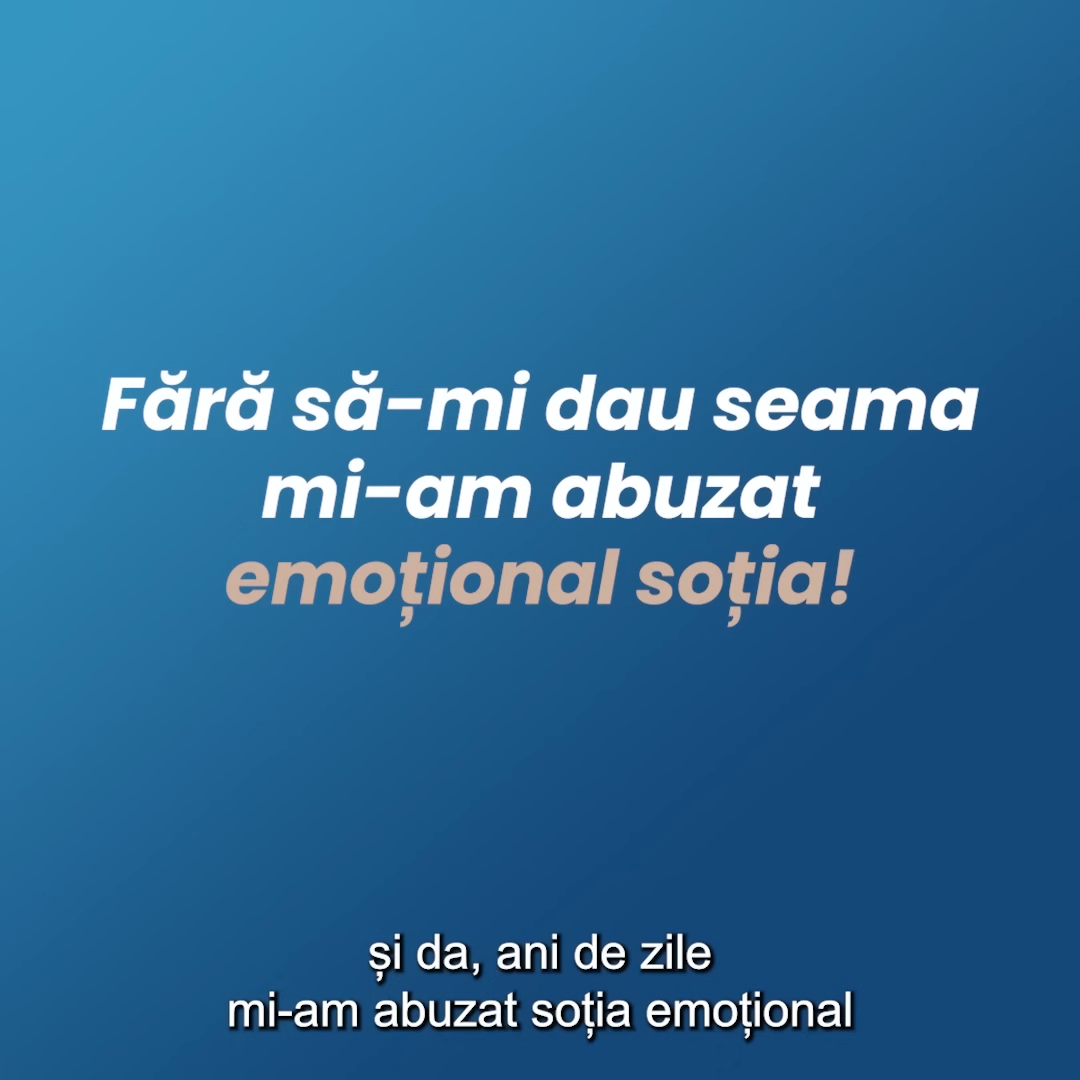 Fără să-mi dau seama
mi-am abuzat
emoțional soția!
și da, ani de zile
mi-am abuzat soția emoțional